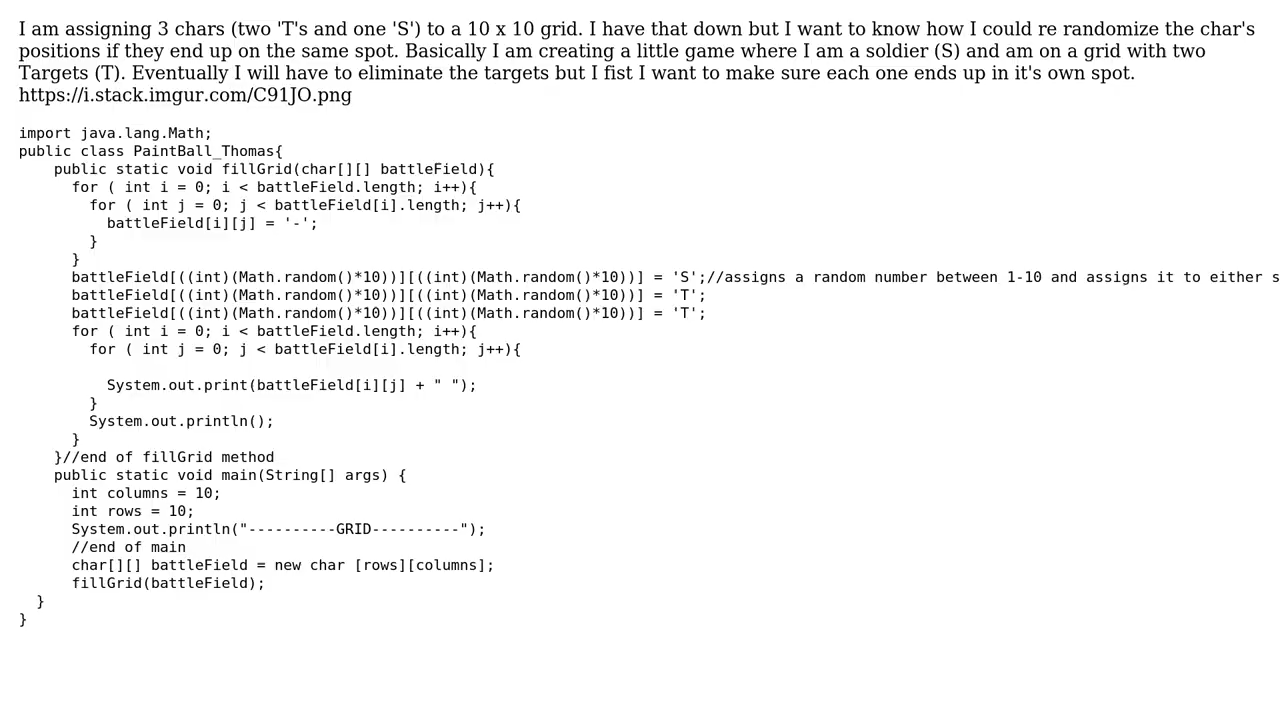 I am assigning 3 chars (two 'T's and one 'S') to a 10 x 10 grid. I have that down but I want to know how I could re randomize the char's
positions if they end up on the same spot. Basically I am creating a little game where I am a soldier (S) and am on a grid with two
Targets (T). Eventually I will have to eliminate the targets but I fist I want to make sure each one ends up in it's own spot.
https://i.stack.imgur.com/C91JO.png
import java.lang.Math;
public class PaintBall_Thomas{
    public static void fillGrid(char[][] battleField){
      for ( int i = 0; i < battleField.length; i++){
        for ( int j = 0; j < battleField[i].length; j++){
          battleField[i][j] = '-';
        }
      }
      battleField[((int)(Math.random()*10))][((int)(Math.random()*10))] = 'S';//assigns a random number between 1-10 and assigns it to either s
      battleField[((int)(Math.random()*10))][((int)(Math.random()*10))] = 'T';
      battleField[((int)(Math.random()*10))][((int)(Math.random()*10))] = 'T';
      for ( int i = 0; i < battleField.length; i++){
        for ( int j = 0; j < battleField[i].length; j++){

          System.out.print(battleField[i][j] + " ");
        }
        System.out.println();
      }
    }//end of fillGrid method
    public static void main(String[] args) {
      int columns = 10;
      int rows = 10;
      System.out.println("----------GRID----------");
      //end of main
      char[][] battleField = new char [rows][columns];
      fillGrid(battleField);
  }
}